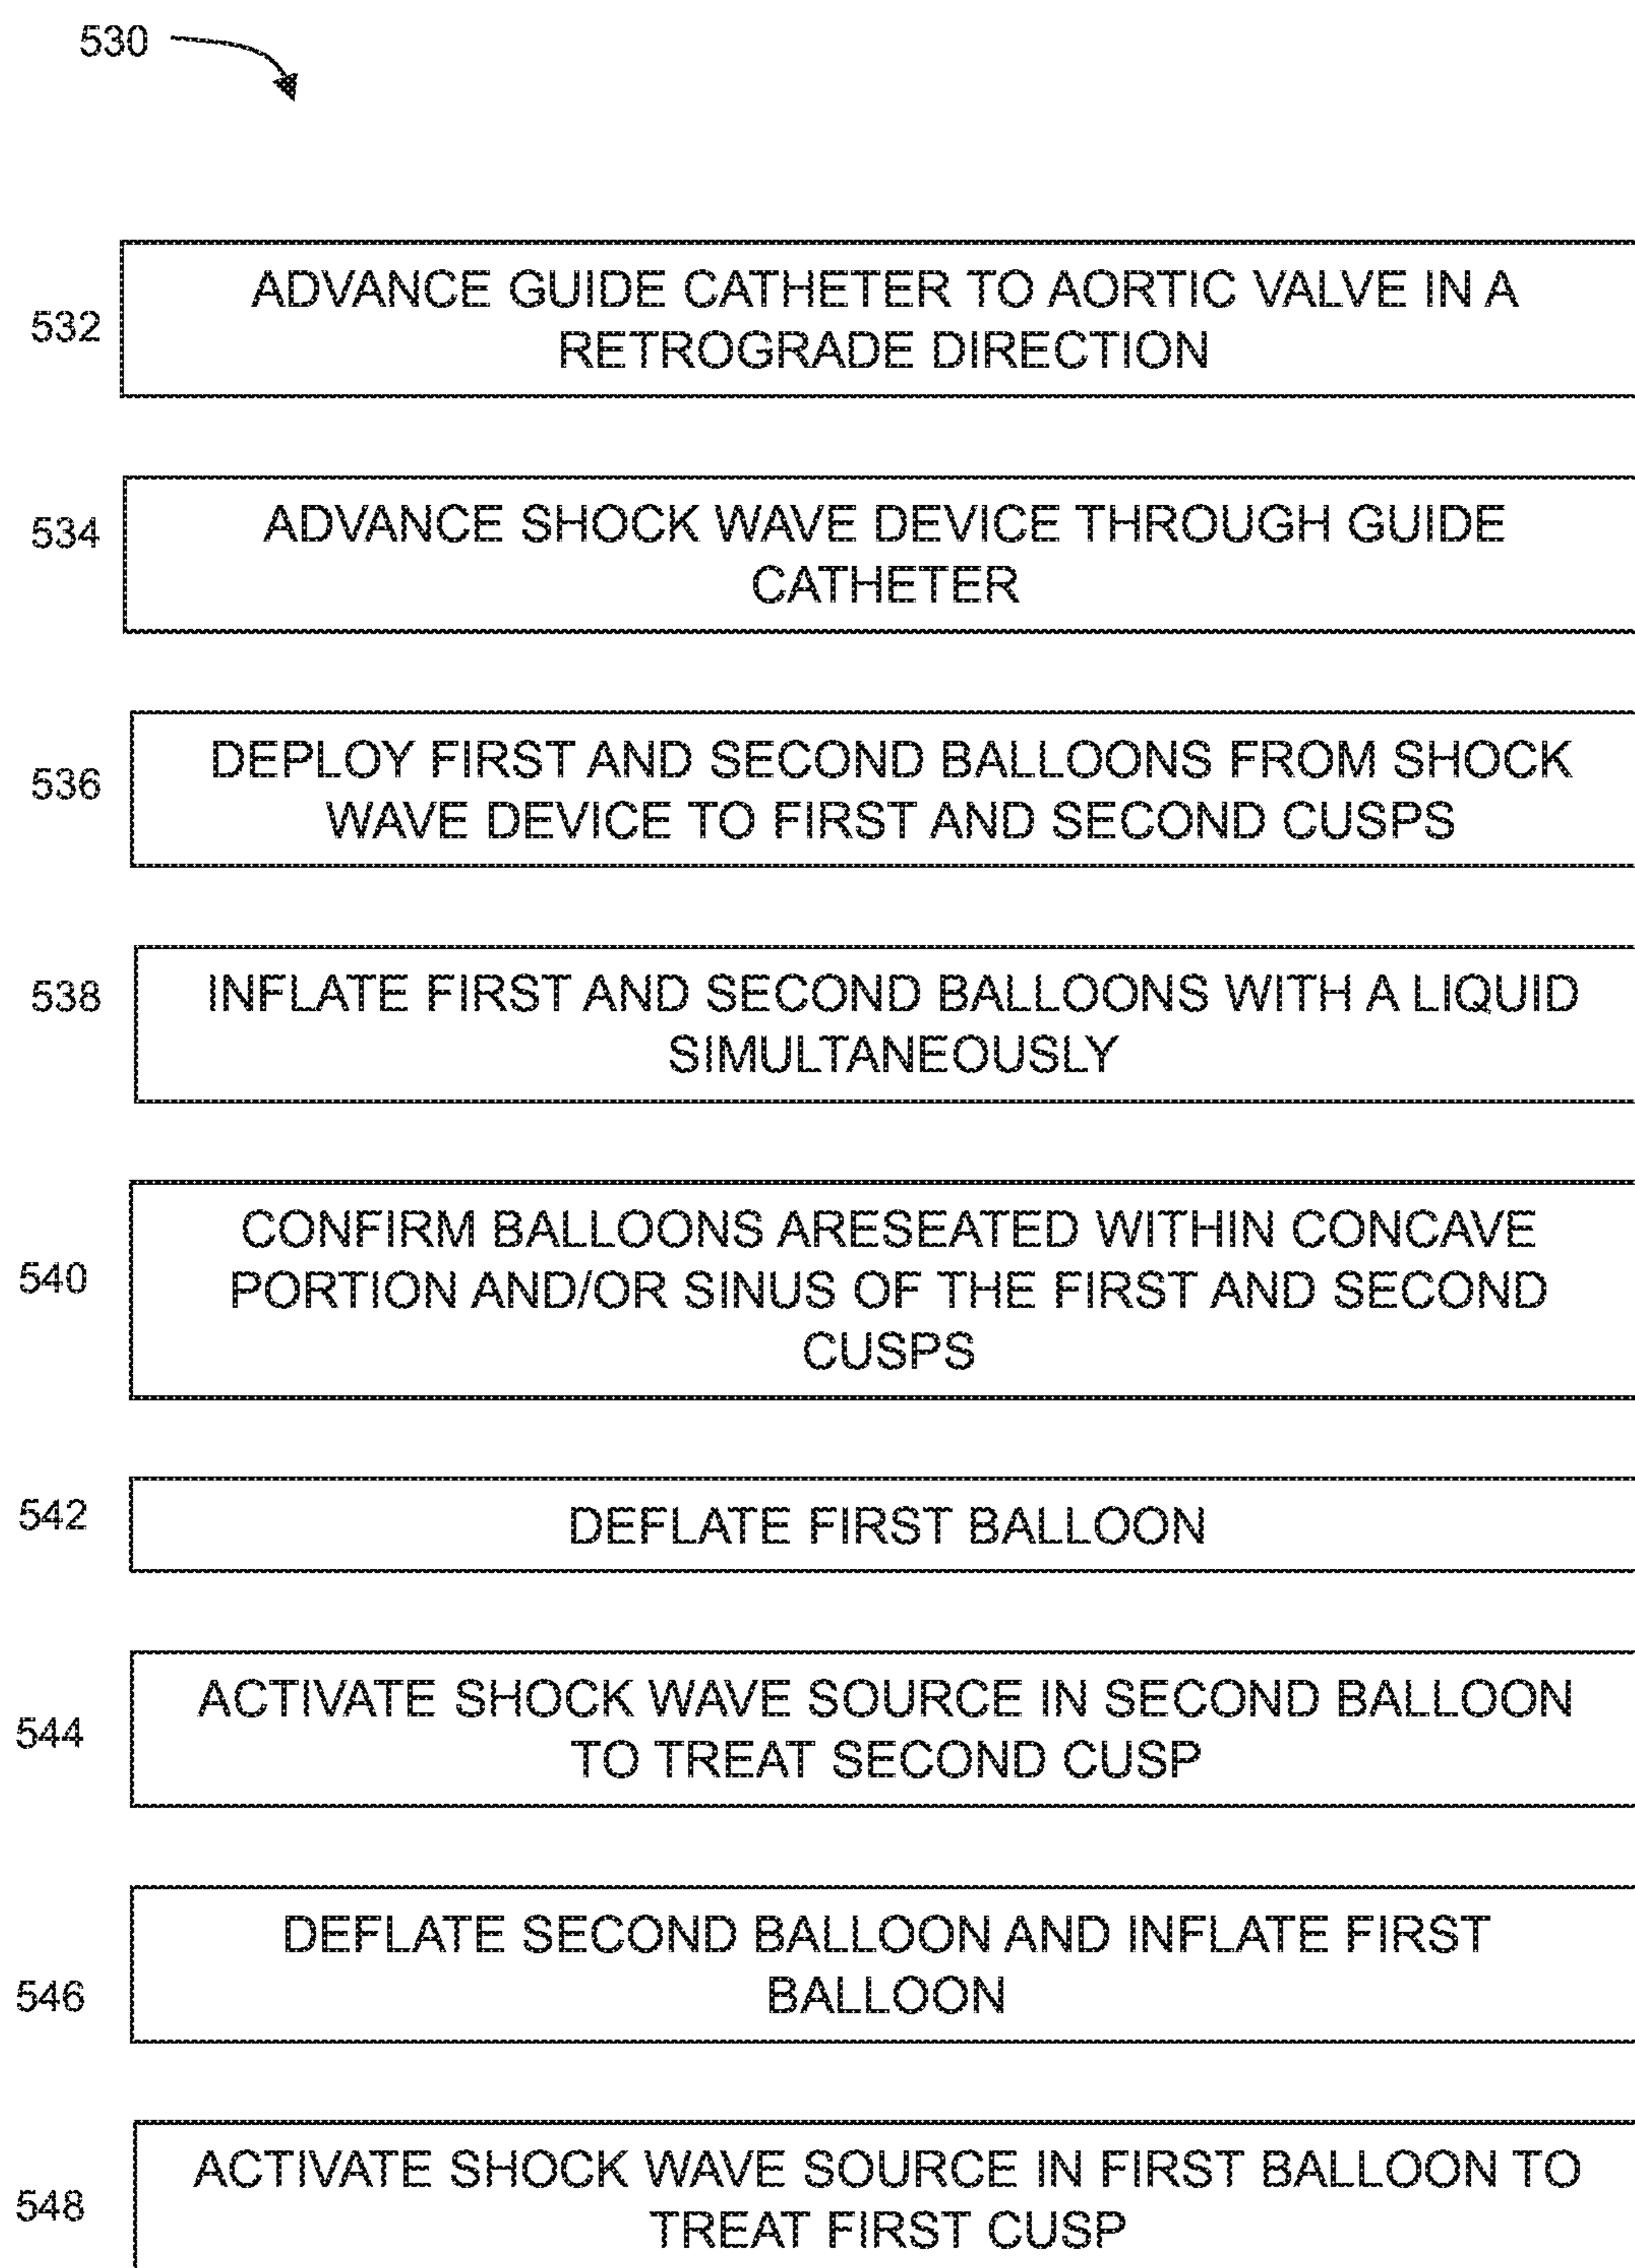 530
532
ADVANCE GUIDE CATHETER TO AORTIC VALVE IN A
RETROGRADE DIRECTION
534
ADVANCE SHOCK WAVE DEVICE THROUGH GUIDE
CATHETER
536
DEPLOY FIRST AND SECOND BALLOONS FROM SHOCK
WAVE DEVICE TO FIRST AND SECOND CUSPS
538
INFLATE FIRST AND SECOND BALLOONS WITH A LIQUID
SIMULTANEOUSLY
540
CONFIRM BALLOONS ARESEATED WITHIN CONCAVE
PORTION AND/OR SINUS OF THE FIRST AND SECOND
CUSPS
542
DEFLATE FIRST BALLOON
544
ACTIVATE SHOCK WAVE SOURCE IN SECOND BALLOON
TO TREAT SECOND CUSP
546
DEFLATE SECOND BALLOON AND INFLATE FIRST
BALLOON
548
ACTIVATE SHOCK WAVE SOURCE IN FIRST BALLOON TO
TREAT FIRST CUSP